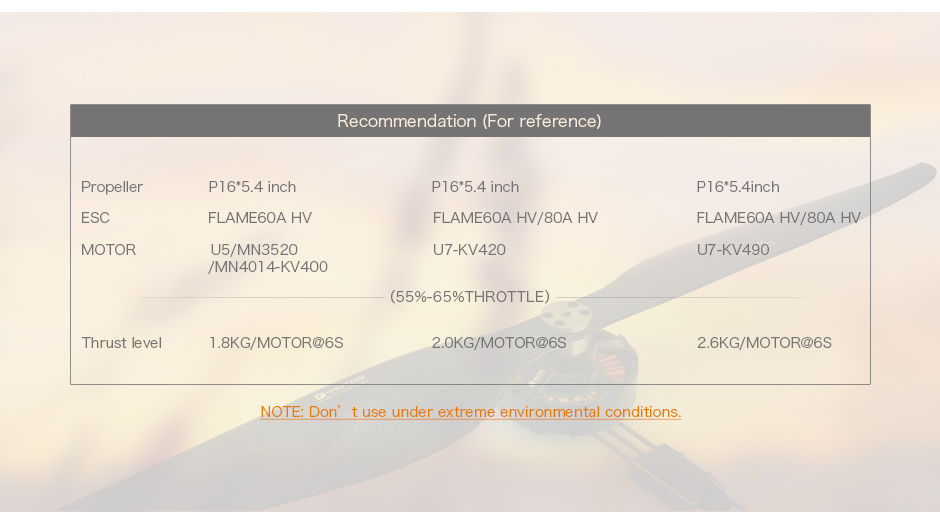 Recommendation (For reference)
Propeller P16*5.4 inch P16*5.4 inch P16*5.4inch
ESC FLAME60A HV FLAME60A HV/80A HV FLAME60A HV/80A HV
MOTOR U5/MN3520 U7-KV420 U7-KV490
/MN4014-KV400
(55%-65%THROTTLE)
Thrust level 1.8KG/MOTOR@6S 2.0KG/MOTOR@6S 2.6KG/MOTOR@6S
NOTE: Don’t use under extreme environmental conditions.